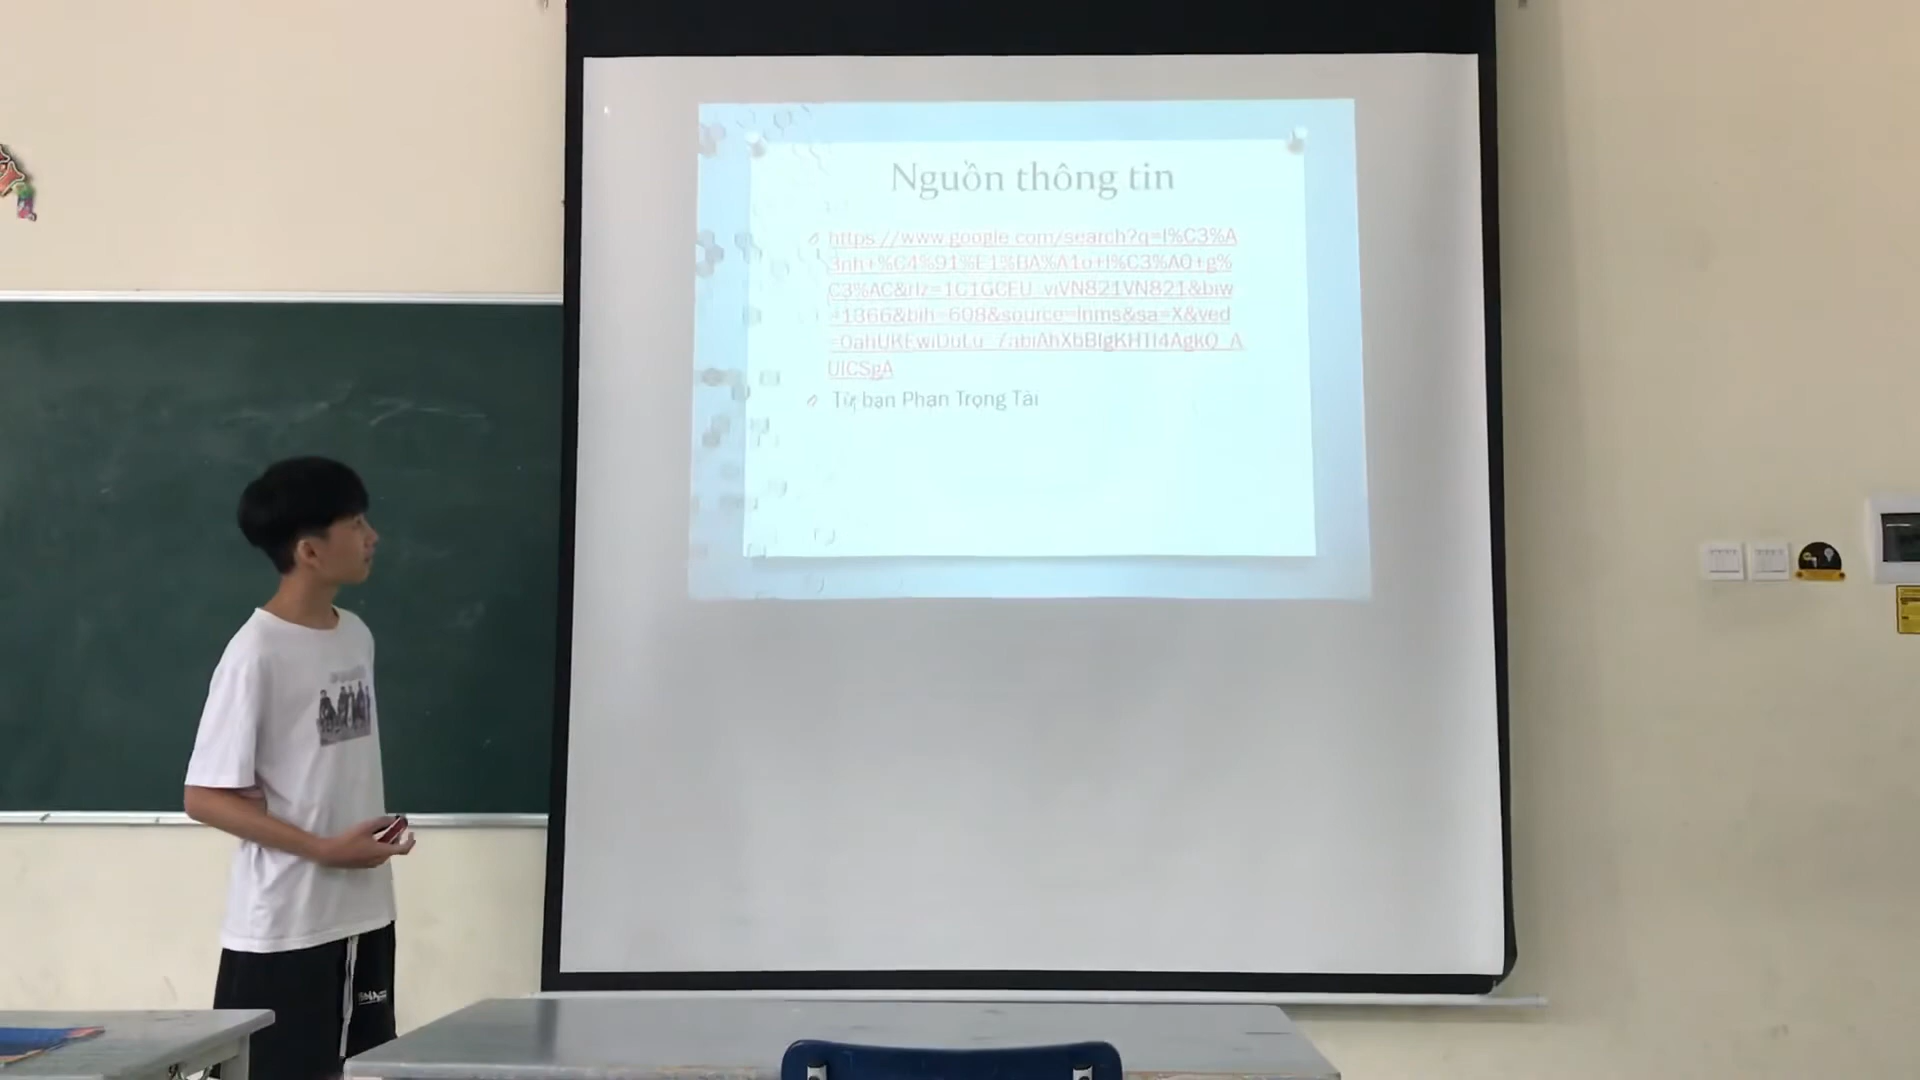 Nguồn thông tin
https://www.google.com/search?q=l%C3%A
3nh+%C4%91%E1%BA%A1o+l%C3%A0+g%
C3%AC&rlz=1C1GCEU_viVN821VN821&biw
=1366&bih=608&source=lnms&sa=X&ved
UICSgA
Từ bạn Phan Trọng Tài